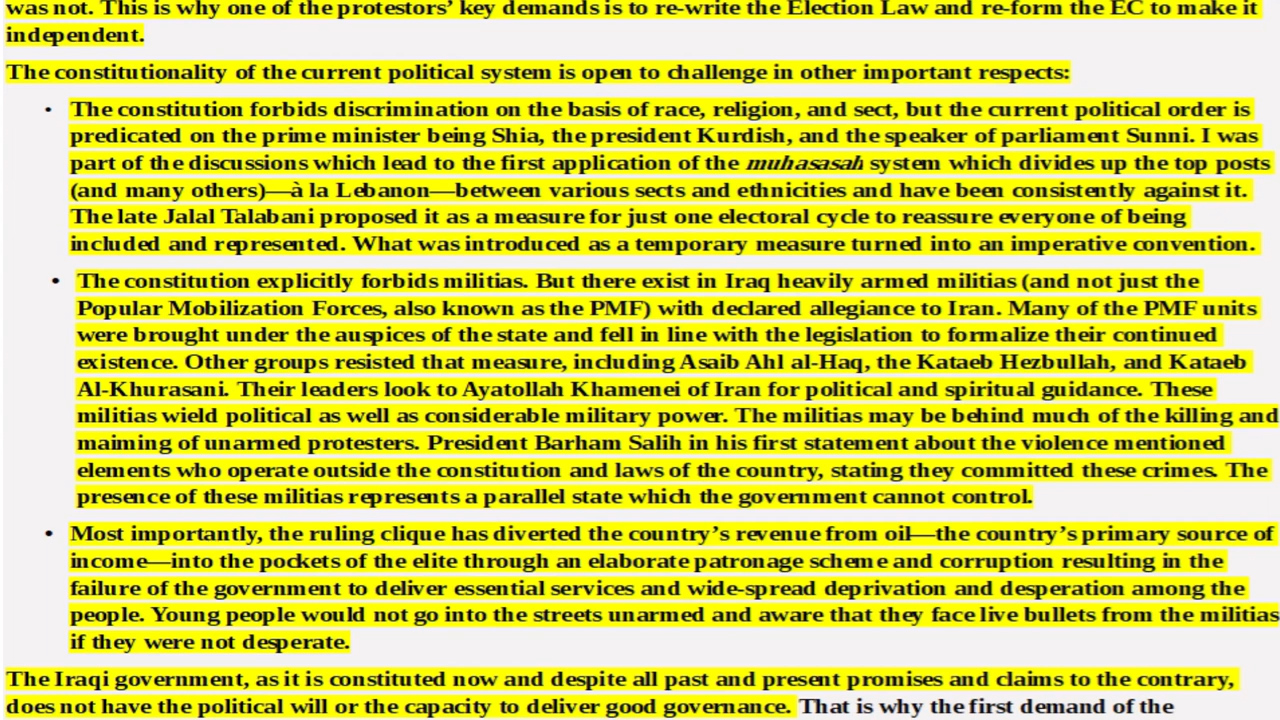 was not. This is why one of the protestors’ key demands is to re-write the Election Law and re-form the EC to make it
independent.
The constitutionality of the current political system is open to challenge in other important respects:
• The constitution forbids discrimination on the basis of race, religion, and sect, but the current political order is
predicated on the prime minister being Shia, the president Kurdish, and the speaker of parliament Sunni. I was
part of the discussions which lead to the first application of the muhasasah system which divides up the top posts
(and many others)—à la Lebanon—between various sects and ethnicities and have been consistently against it.
The late Jalal Talabani proposed it as a measure for just one electoral cycle to reassure everyone of being
included and represented. What was introduced as a temporary measure turned into an imperative convention.
• The constitution explicitly forbids militias. But there exist in Iraq heavily armed militias (and not just the
Popular Mobilization Forces, also known as the PMF) with declared allegiance to Iran. Many of the PMF units
were brought under the auspices of the state and fell in line with the legislation to formalize their continued
existence. Other groups resisted that measure, including Asaib Ahl al-Haq, the Kataeb Hezbullah, and Kataeb
Al-Khurasani. Their leaders look to Ayatollah Khamenei of Iran for political and spiritual guidance. These
militias wield political as well as considerable military power. The militias may be behind much of the killing and
maiming of unarmed protesters. President Barham Salih in his first statement about the violence mentioned
elements who operate outside the constitution and laws of the country, stating they committed these crimes. The
presence of these militias represents a parallel state which the government cannot control.
• Most importantly, the ruling clique has diverted the country’s revenue from oil—the country’s primary source of
income—into the pockets of the elite through an elaborate patronage scheme and corruption resulting in the
failure of the government to deliver essential services and wide-spread deprivation and desperation among the
people. Young people would not go into the streets unarmed and aware that they face live bullets from the militias
if they were not desperate.
The Iraqi government, as it is constituted now and despite all past and present promises and claims to the contrary,
does not have the political will or the capacity to deliver good governance. That is why the first demand of the